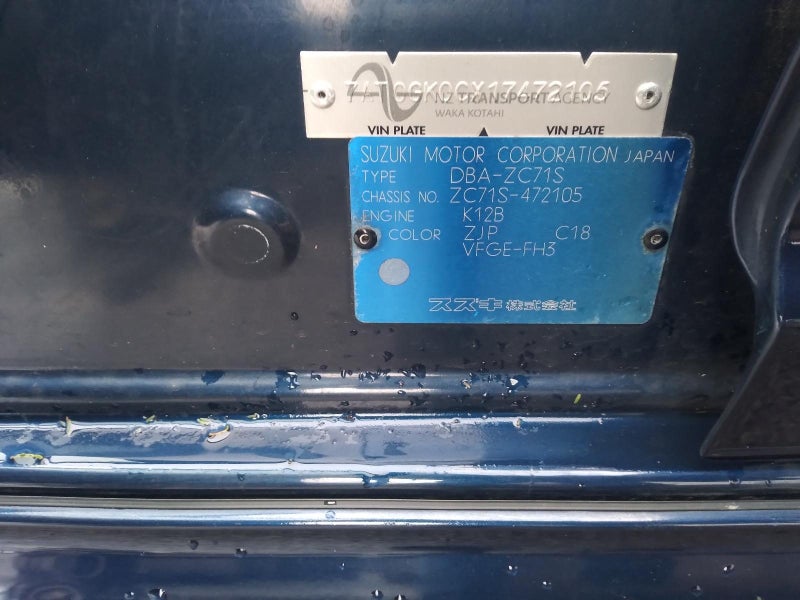 7AT0GK0GX17472105
NZ TRANSPORT AGENCY
WAKA KOTAHI
VIN PLATE VIN PLATE
SUZUKI MOTOR CORPORATION JAPAN
TYPE DBA-ZC71S
CHASSIS NO. ZC71S-472105
ENGINE K12B
COLOR ZJP C18
VFGE-FH3
スズキ株式会社